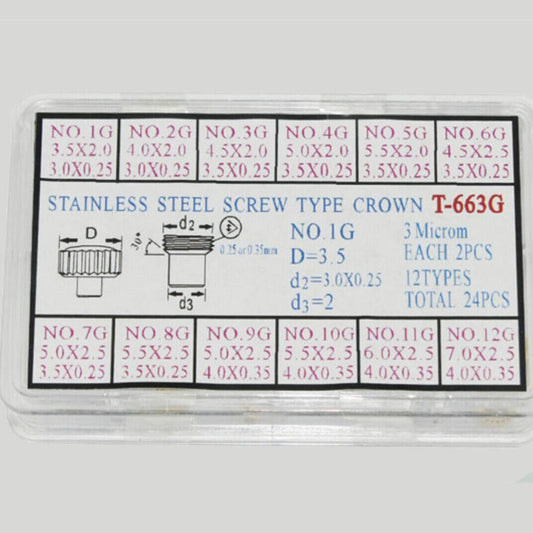 NO.1G NO.2G NO.3G NO.4G NO.5G NO.6G
3.5X2.0 4.0X2.0 4.5X2.0 5.0X2.0 5.5X2.0 4.5X2.5
3.0X0.25 3.0X0.25 3.5X0.25 3.0X0.25 3.0X0.25 3.5X0.25
STAINLESS STEEL SCREW TYPE CROWN T-663G
D
30°
d2
0.25 or 0.35mm
d3
NO.1G
D=3.5
d2=3.0X0.25
d3=2
3 Microm
EACH 2PCS
12TYPES
TOTAL 24PCS
NO.7G NO.8G NO.9G NO.10G NO.11G NO.12G
5.0X2.5 5.5X2.5 5.0X2.5 5.5X2.5 6.0X2.5 7.0X2.5
3.5X0.25 3.5X0.25 4.0X0.35 4.0X0.35 4.0X0.35 4.0X0.35